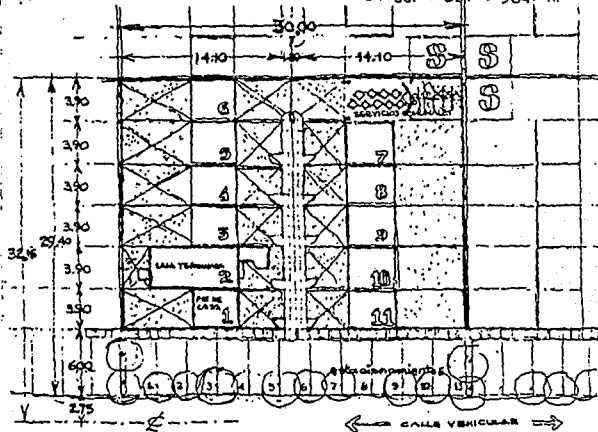 30.00
14.10 1.80 14.10
S S
S
SERVICIOS
6
5 7
4 8
3 9
CASA TERMINADA
2 10
PIE DE CASA
1 11
3.90
3.90
3.90
3.90
3.90
3.90
29.40
6.00
2.75
estacionamientos
1 2 3 4 5 6 7 8 9 10 11
CALLE VEHICULAR